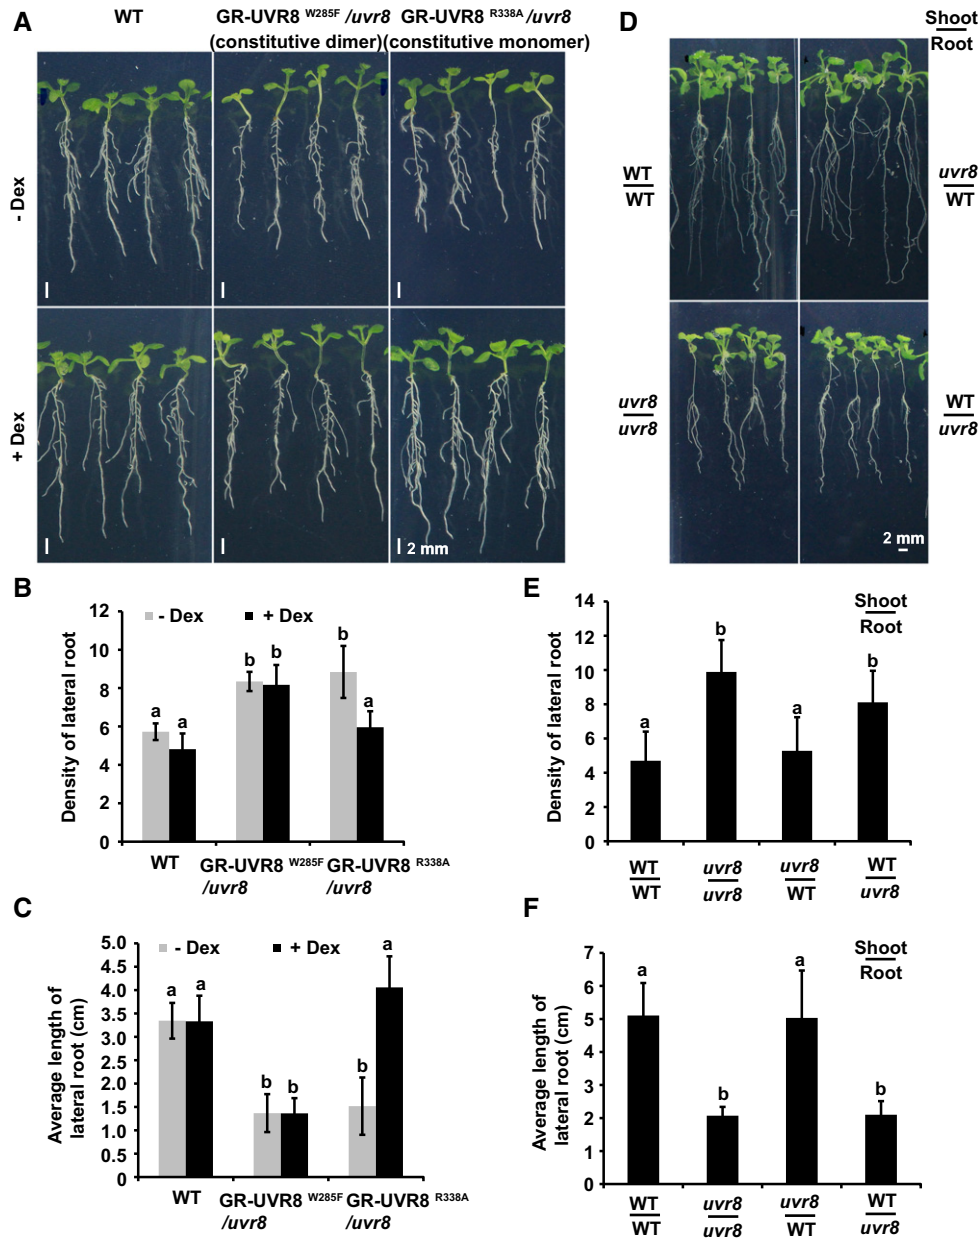 A
WT
GR-UVR8 W285F /uvr8
(constitutive dimer)
GR-UVR8 R338A /uvr8
(constitutive monomer)
- Dex
+ Dex
2 mm
B
Density of lateral root
- Dex
+ Dex
12
10
8
6
4
2
0
a
a
b
b
b
a
WT
GR-UVR8 W285F
/uvr8
GR-UVR8 R338A
/uvr8
C
Average length of
lateral root (cm)
- Dex
+ Dex
5.0
4.5
4.0
3.5
3.0
2.5
2.0
1.5
1.0
0.5
0
a
a
b
b
b
a
WT
GR-UVR8 W285F
/uvr8
GR-UVR8 R338A
/uvr8
D
Shoot
Root
WT
WT
uvr8
WT
uvr8
uvr8
WT
uvr8
2 mm
E
Density of lateral root
14
12
10
8
6
4
2
0
Shoot
Root
a
b
a
b
WT
WT
uvr8
uvr8
uvr8
WT
WT
uvr8
F
Average length of
lateral root (cm)
7
6
5
4
3
2
1
0
Shoot
Root
a
b
a
b
WT
WT
uvr8
uvr8
uvr8
WT
WT
uvr8